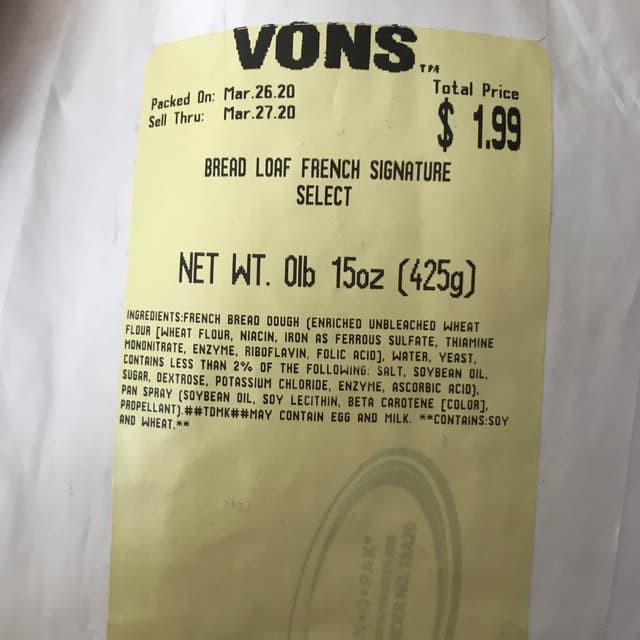 VONS TM
Packed On: Mar.26.20
Sell Thru: Mar.27.20
Total Price
$ 1.99
BREAD LOAF FRENCH SIGNATURE
SELECT
NET WT. 0lb 15oz (425g)
INGREDIENTS:FRENCH BREAD DOUGH (ENRICHED UNBLEACHED WHEAT
FLOUR [WHEAT FLOUR, NIACIN, IRON AS FERROUS SULFATE, THIAMINE
MONONITRATE, ENZYME, RIBOFLAVIN, FOLIC ACID], WATER, YEAST,
CONTAINS LESS THAN 2% OF THE FOLLOWING: SALT, SOYBEAN OIL,
SUGAR, DEXTROSE, POTASSIUM CHLORIDE, ENZYME, ASCORBIC ACID),
PAN SPRAY (SOYBEAN OIL, SOY LECITHIN, BETA CAROTENE [COLOR],
PROPELLANT).##TDMK##MAY CONTAIN EGG AND MILK. **CONTAINS:SOY
AND WHEAT.**